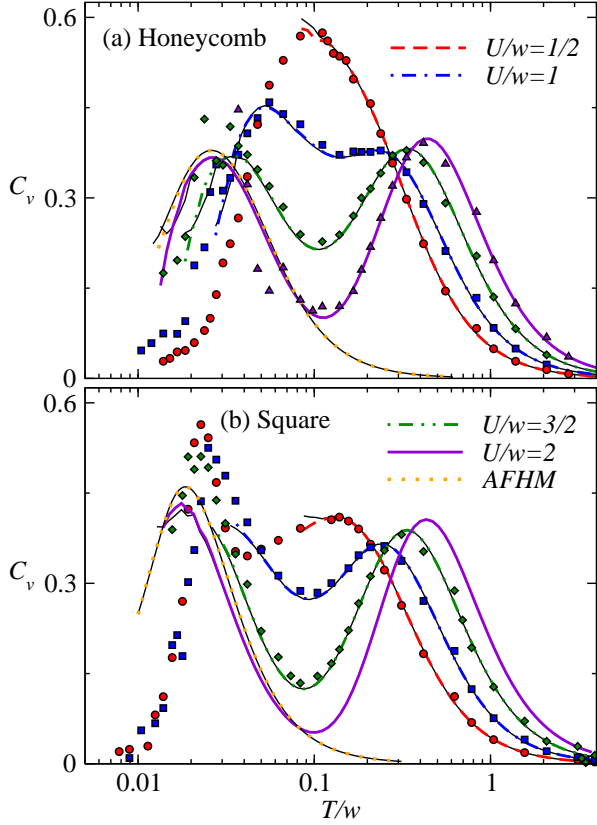 0.6
(a) Honeycomb
U/w=1/2
U/w=1
C_v
0.3
0
0.6
(b) Square
U/w=3/2
U/w=2
AFHM
C_v
0.3
0
0.01 0.1 1
T/w